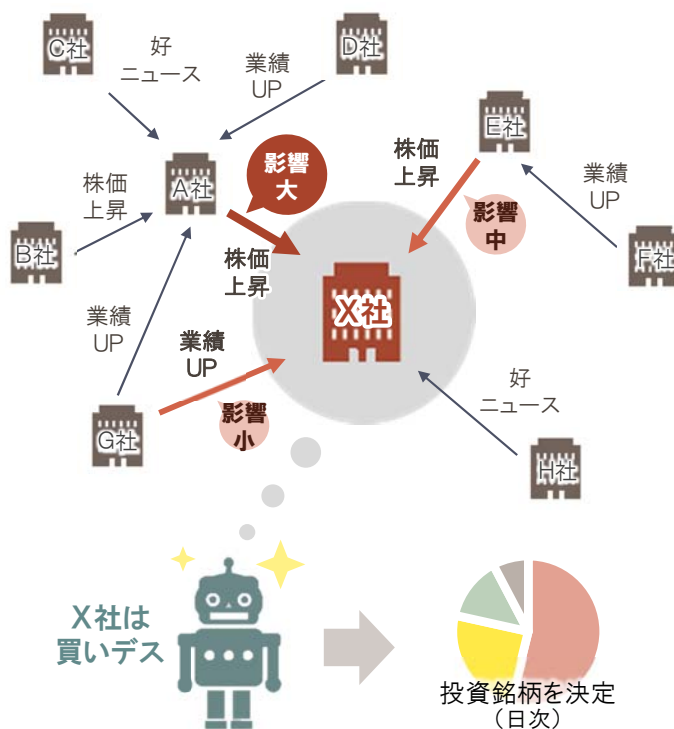 C社
好
ニュース
D社
業績
UP
E社
株価
上昇
影響
大
A社
株価
上昇
B社
業績
UP
影響
中
F社
株価
上昇
X社
業績
UP
業績
UP
影響
小
G社
好
ニュース
H社
X社は
買いデス
投資銘柄を決定
（日次）